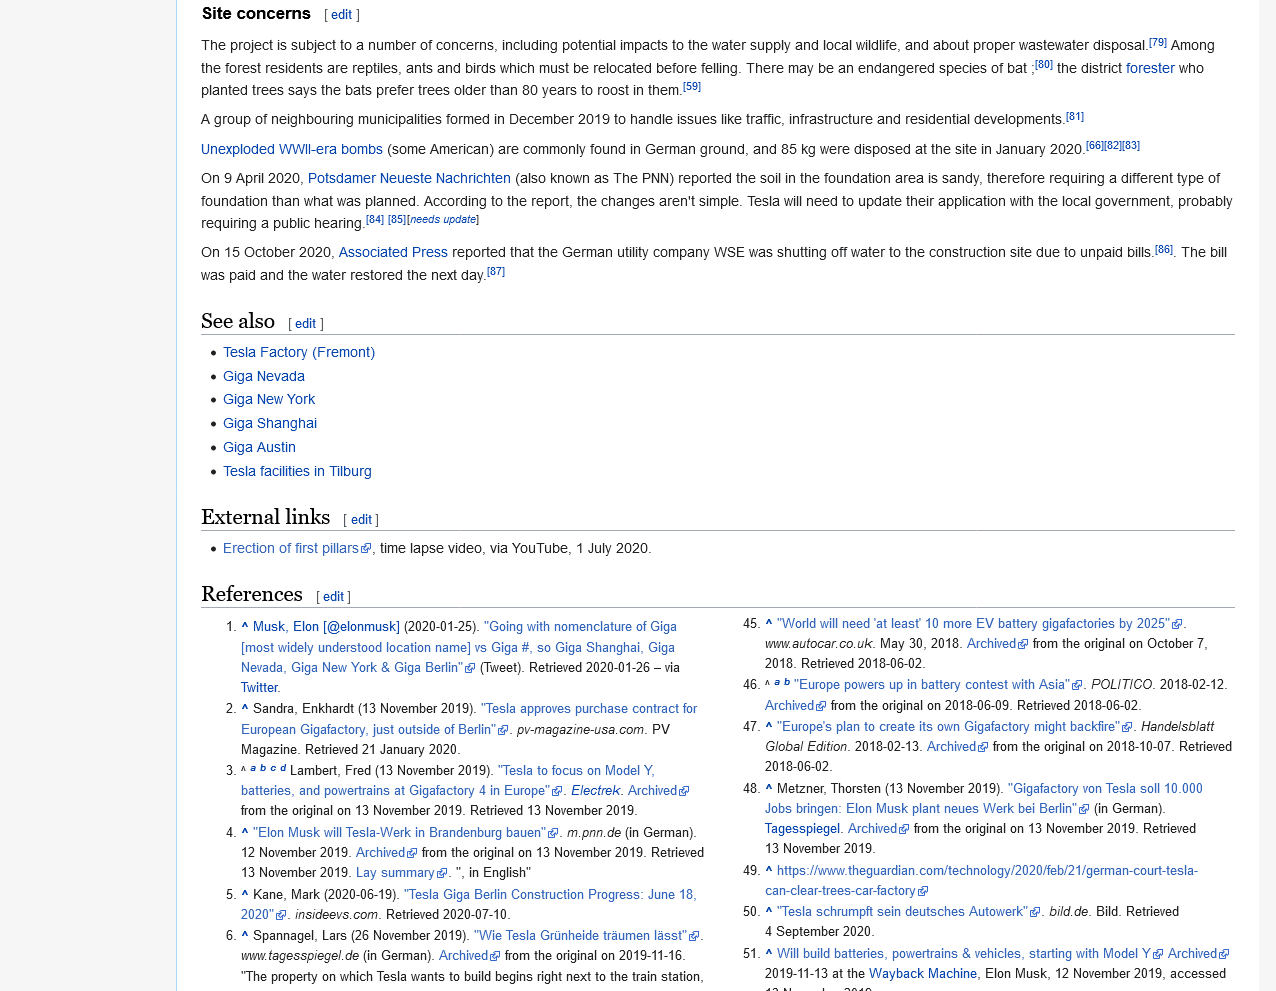 Site concerns [ edit ]
The project is subject to a number of concerns, including potential impacts to the water supply and local wildlife, and about proper wastewater disposal.[79] Among
the forest residents are reptiles, ants and birds which must be relocated before felling. There may be an endangered species of bat ;[80] the district forester who
planted trees says the bats prefer trees older than 80 years to roost in them.[59]
A group of neighbouring municipalities formed in December 2019 to handle issues like traffic, infrastructure and residential developments.[81]
Unexploded WWII-era bombs (some American) are commonly found in German ground, and 85 kg were disposed at the site in January 2020.[66][82][83]
On 9 April 2020, Potsdamer Neueste Nachrichten (also known as The PNN) reported the soil in the foundation area is sandy, therefore requiring a different type of
foundation than what was planned. According to the report, the changes aren't simple. Tesla will need to update their application with the local government, probably
requiring a public hearing.[84] [85][needs update]
On 15 October 2020, Associated Press reported that the German utility company WSE was shutting off water to the construction site due to unpaid bills.[86]. The bill
was paid and the water restored the next day.[87]
See also [ edit ]
• Tesla Factory (Fremont)
• Giga Nevada
• Giga New York
• Giga Shanghai
• Giga Austin
• Tesla facilities in Tilburg
External links [ edit ]
• Erection of first pillars, time lapse video, via YouTube, 1 July 2020.
References [ edit ]
1. ^ Musk, Elon [@elonmusk] (2020-01-25). "Going with nomenclature of Giga
[most widely understood location name] vs Giga #, so Giga Shanghai, Giga
Nevada, Giga New York & Giga Berlin" (Tweet). Retrieved 2020-01-26 – via
Twitter.
2. ^ Sandra, Enkhardt (13 November 2019). "Tesla approves purchase contract for
European Gigafactory, just outside of Berlin". pv-magazine-usa.com. PV
Magazine. Retrieved 21 January 2020.
3. ^ a b c d Lambert, Fred (13 November 2019). "Tesla to focus on Model Y,
batteries, and powertrains at Gigafactory 4 in Europe". Electrek. Archived
from the original on 13 November 2019. Retrieved 13 November 2019.
4. ^ "Elon Musk will Tesla-Werk in Brandenburg bauen". m.pnn.de (in German).
12 November 2019. Archived from the original on 13 November 2019. Retrieved
13 November 2019. Lay summary. ", in English"
5. ^ Kane, Mark (2020-06-19). "Tesla Giga Berlin Construction Progress: June 18,
2020". insideevs.com. Retrieved 2020-07-10.
6. ^ Spannagel, Lars (26 November 2019). "Wie Tesla Grünheide träumen lässt".
www.tagesspiegel.de (in German). Archived from the original on 2019-11-16.
"The property on which Tesla wants to build begins right next to the train station,
45. ^ "World will need 'at least' 10 more EV battery gigafactories by 2025".
www.autocar.co.uk. May 30, 2018. Archived from the original on October 7,
2018. Retrieved 2018-06-02.
46. ^ a b "Europe powers up in battery contest with Asia". POLITICO. 2018-02-12.
Archived from the original on 2018-06-09. Retrieved 2018-06-02.
47. ^ "Europe's plan to create its own Gigafactory might backfire". Handelsblatt
Global Edition. 2018-02-13. Archived from the original on 2018-10-07. Retrieved
2018-06-02.
48. ^ Metzner, Thorsten (13 November 2019). "Gigafactory von Tesla soll 10.000
Jobs bringen: Elon Musk plant neues Werk bei Berlin" (in German).
Tagesspiegel. Archived from the original on 13 November 2019. Retrieved
13 November 2019.
49. ^ https://www.theguardian.com/technology/2020/feb/21/german-court-tesla-
can-clear-trees-car-factory
50. ^ "Tesla schrumpft sein deutsches Autowerk". bild.de. Bild. Retrieved
4 September 2020.
51. ^ Will build batteries, powertrains & vehicles, starting with Model Y Archived
2019-11-13 at the Wayback Machine, Elon Musk, 12 November 2019, accessed